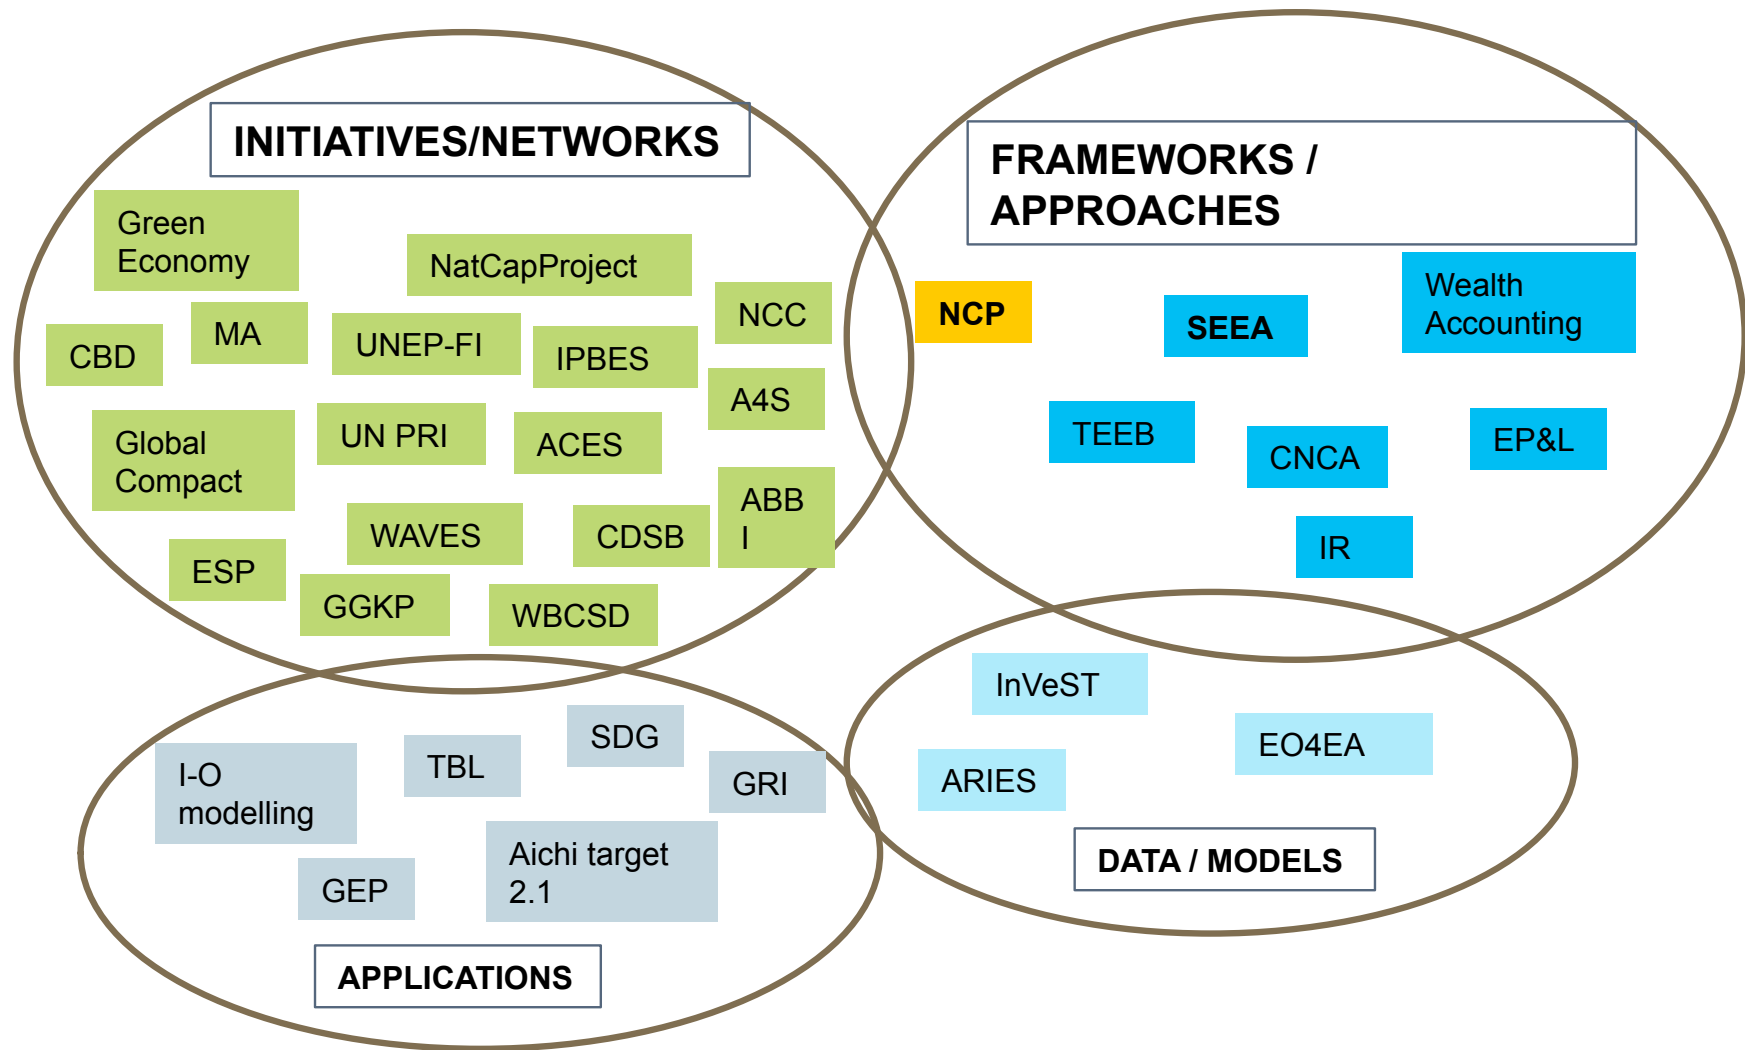 INITIATIVES/NETWORKS
Green
Economy
NatCapProject
NCC
MA
UNEP-FI
IPBES
CBD
A4S
Global
Compact
UN PRI
ACES
ABB
I
WAVES
CDSB
ESP
GGKP
WBCSD
FRAMEWORKS /
APPROACHES
NCP
SEEA
Wealth
Accounting
TEEB
CNCA
EP&L
IR
I-O
modelling
TBL
SDG
GRI
GEP
Aichi target
2.1
APPLICATIONS
InVeST
EO4EA
ARIES
DATA / MODELS